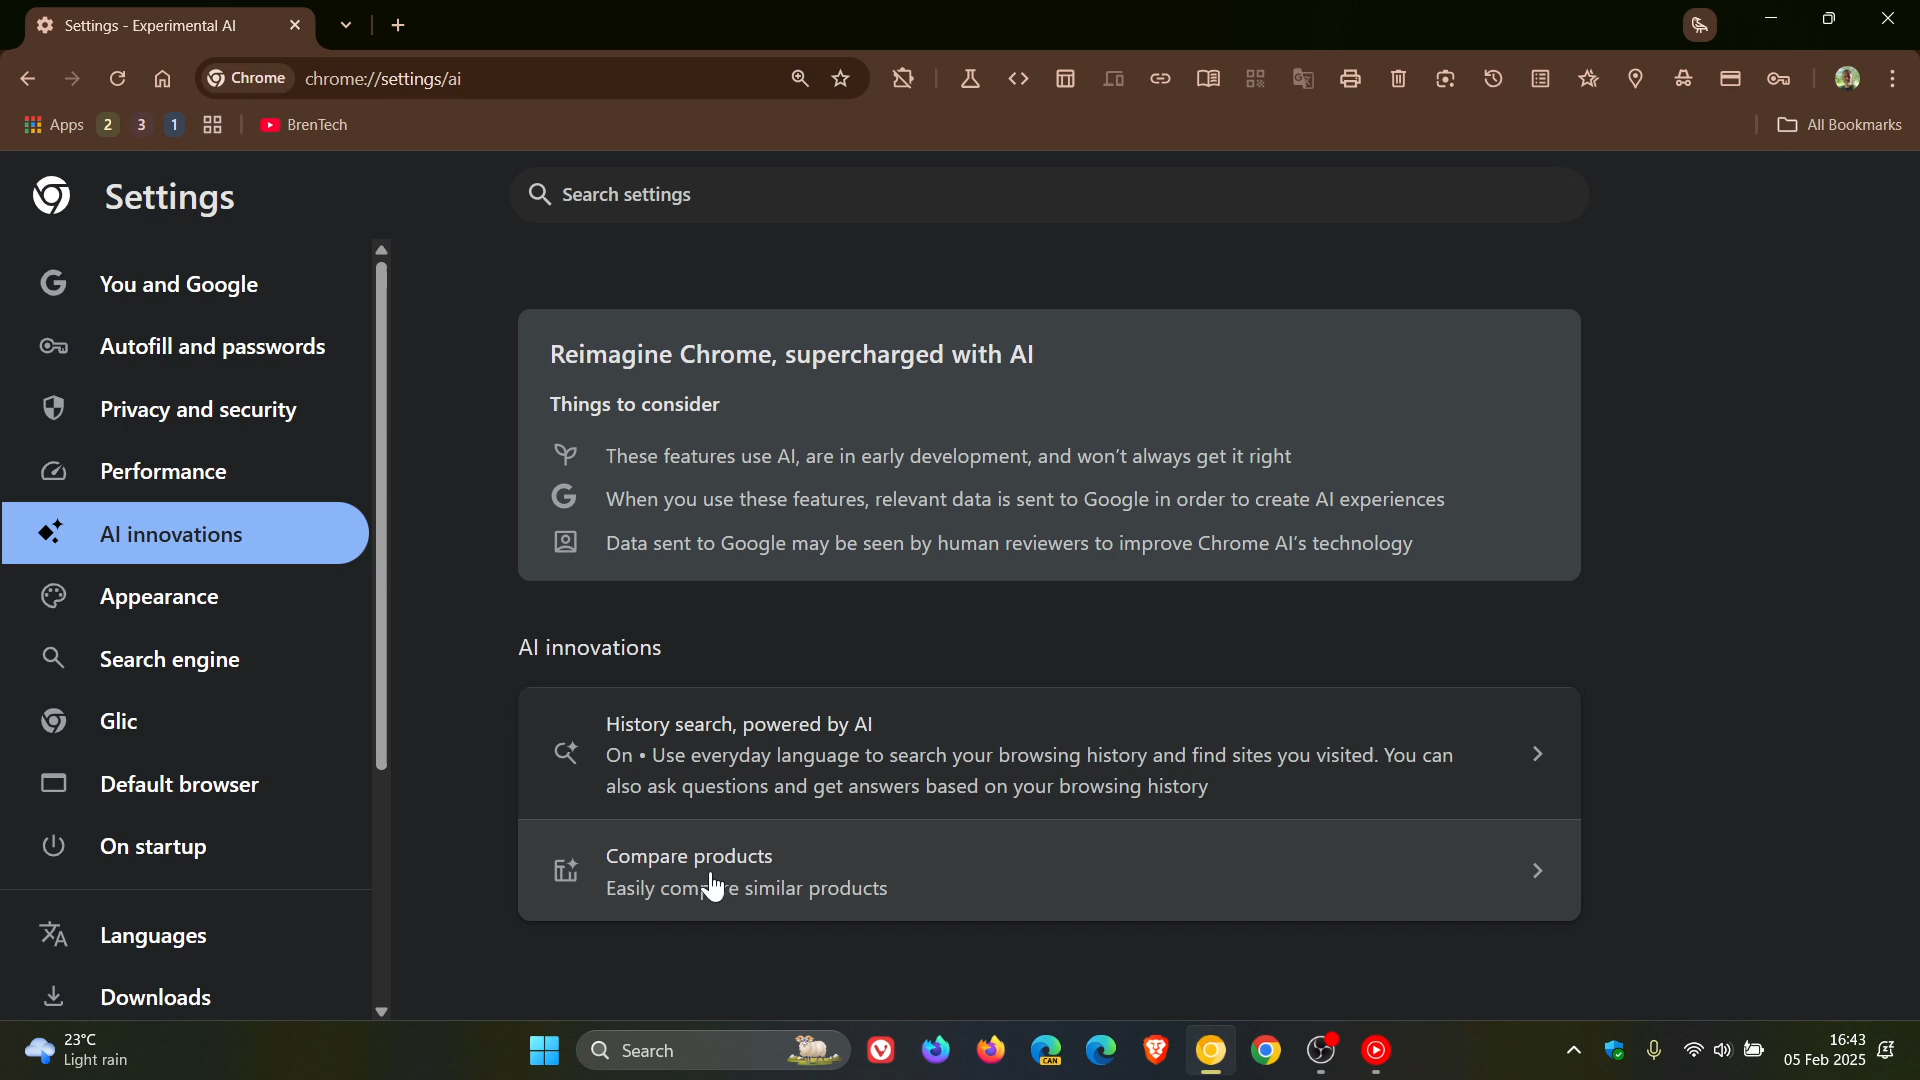 Settings - Experimental AI
Chrome
chrome://settings/ai
Apps
2
3
1
BrenTech
All Bookmarks
Settings
Search settings
You and Google
Autofill and passwords
Privacy and security
Performance
AI innovations
Appearance
Search engine
Glic
Default browser
On startup
Languages
Downloads
Reimagine Chrome, supercharged with AI
Things to consider
These features use AI, are in early development, and won't always get it right
When you use these features, relevant data is sent to Google in order to create AI experiences
Data sent to Google may be seen by human reviewers to improve Chrome AI's technology
AI innovations
History search, powered by AI
On • Use everyday language to search your browsing history and find sites you visited. You can
also ask questions and get answers based on your browsing history
Compare products
Easily compare similar products
23°C
Light rain
Search
CAN
16:43
05 Feb 2025